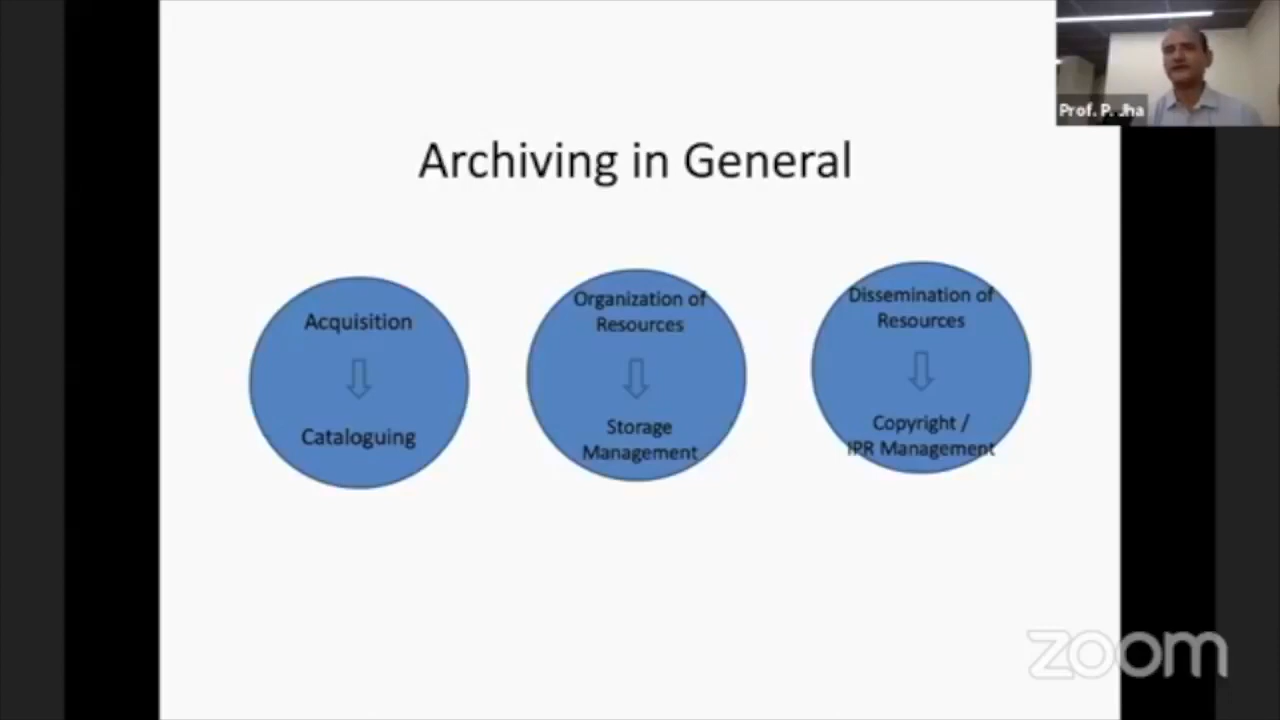 Prof. P. Jha
Archiving in General
Acquisition
Cataloguing
Organization of
Resources
Storage
Management
Dissemination of
Resources
Copyright /
IPR Management
zoom